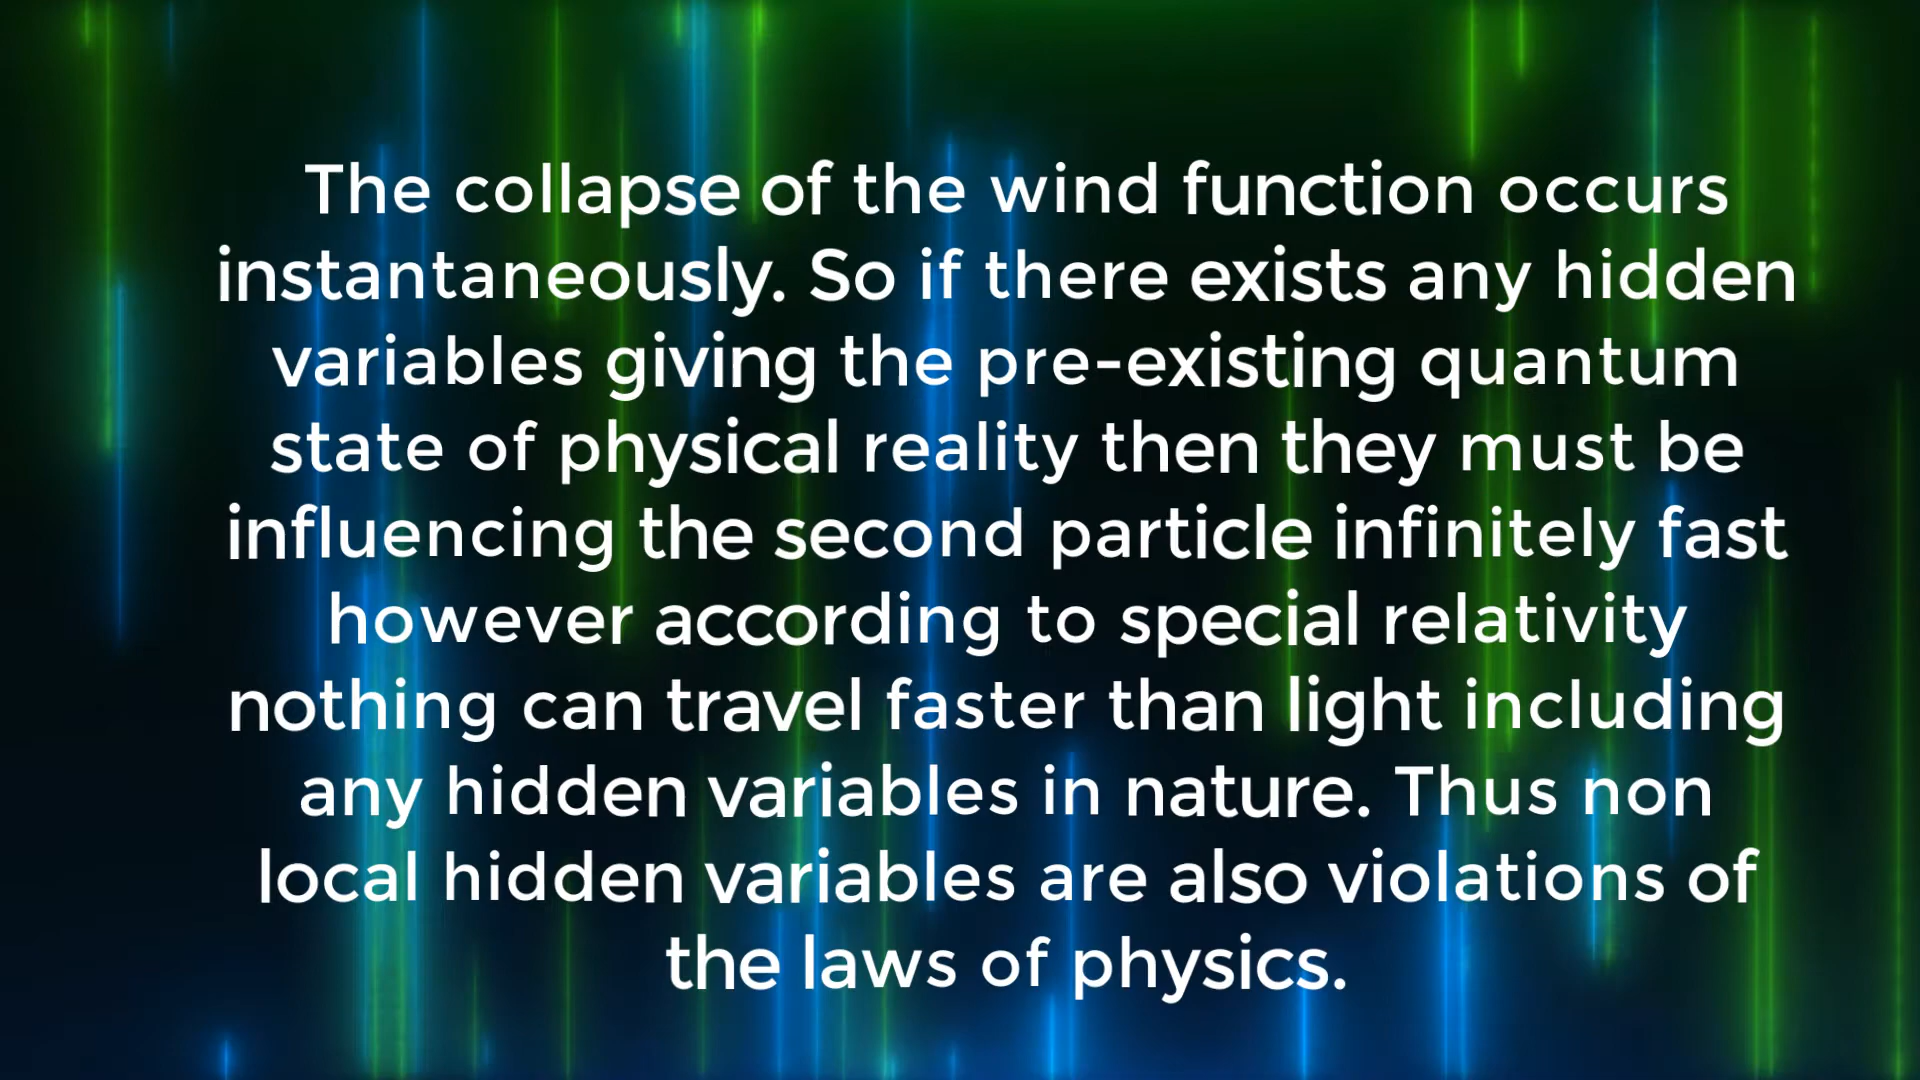 The collapse of the wind function occurs
instantaneously. So if there exists any hidden
variables giving the pre-existing quantum
state of physical reality then they must be
influencing the second particle infinitely fast
however according to special relativity
nothing can travel faster than light including
any hidden variables in nature. Thus non
local hidden variables are also violations of
the laws of physics.